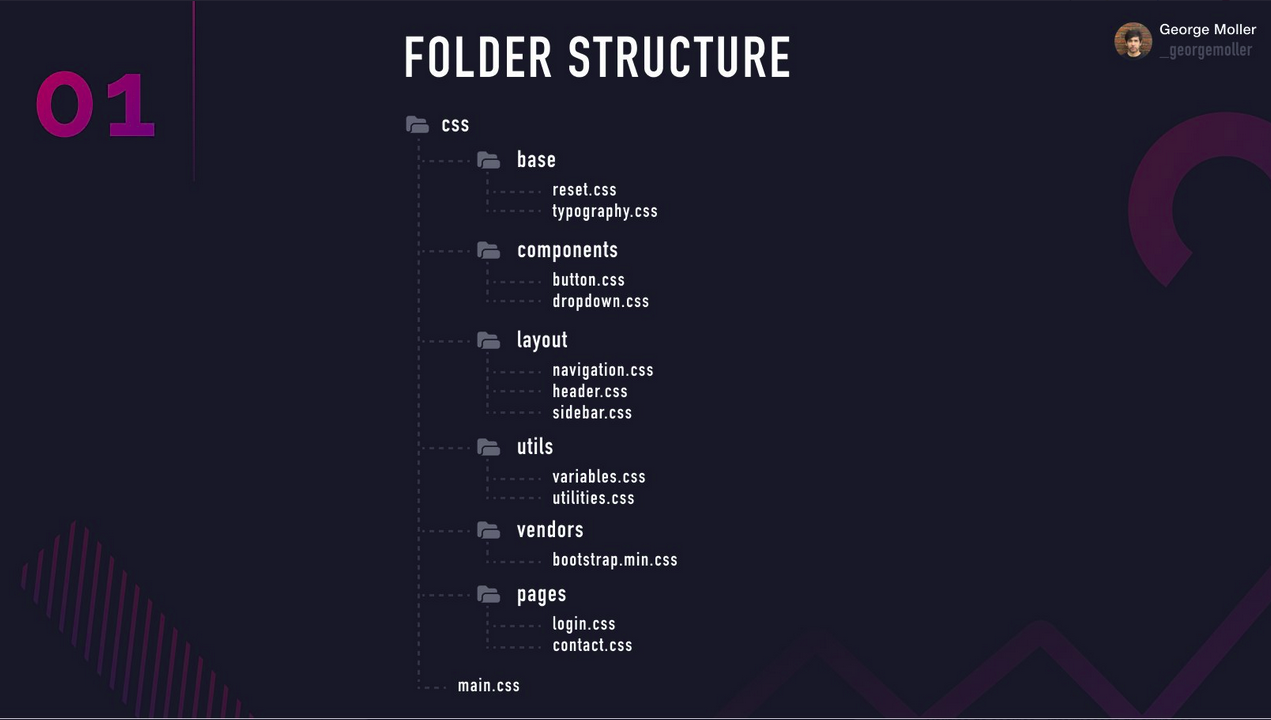 01
FOLDER STRUCTURE
George Moller
_georgemoller
css
base
reset.css
typography.css
components
button.css
dropdown.css
layout
navigation.css
header.css
sidebar.css
utils
variables.css
utilities.css
vendors
bootstrap.min.css
pages
login.css
contact.css
main.css